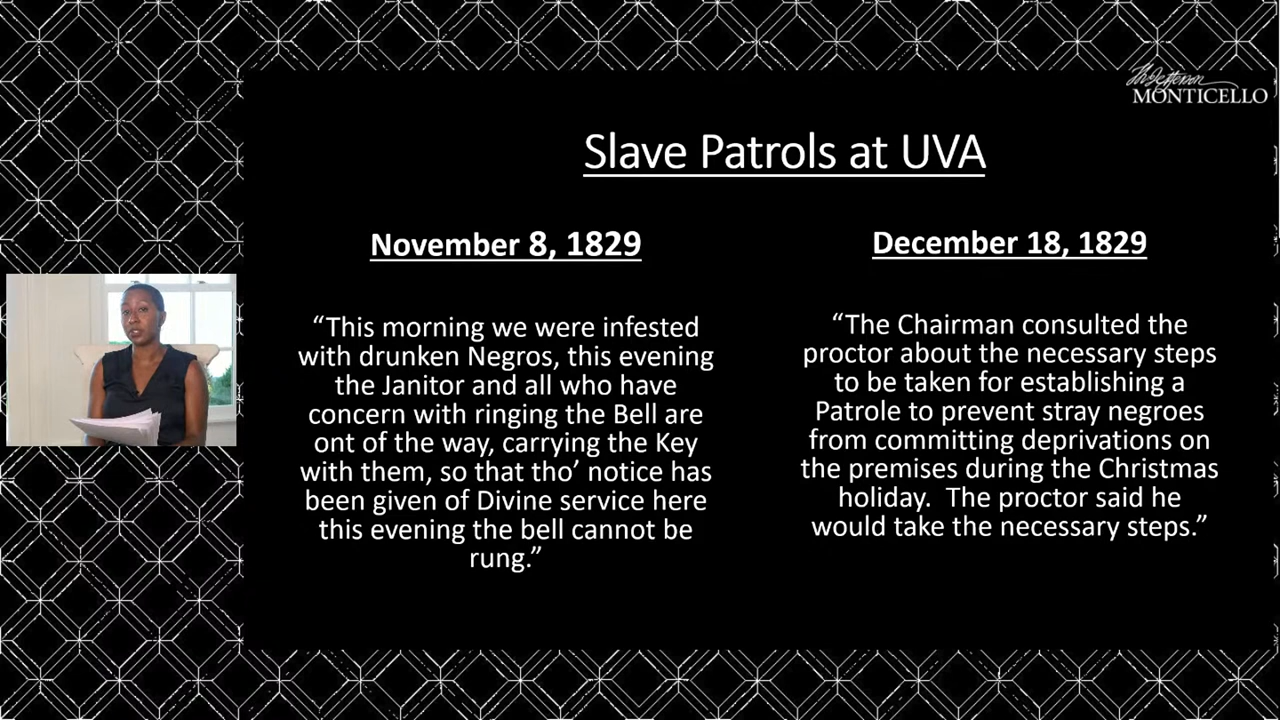 Th. Jefferson
MONTICELLO
Slave Patrols at UVA
November 8, 1829
“This morning we were infested
with drunken Negros, this evening
the Janitor and all who have
concern with ringing the Bell are
ont of the way, carrying the Key
with them, so that tho’ notice has
been given of Divine service here
this evening the bell cannot be
rung.”
December 18, 1829
“The Chairman consulted the
proctor about the necessary steps
to be taken for establishing a
Patrole to prevent stray negroes
from committing deprivations on
the premises during the Christmas
holiday.  The proctor said he
would take the necessary steps.”